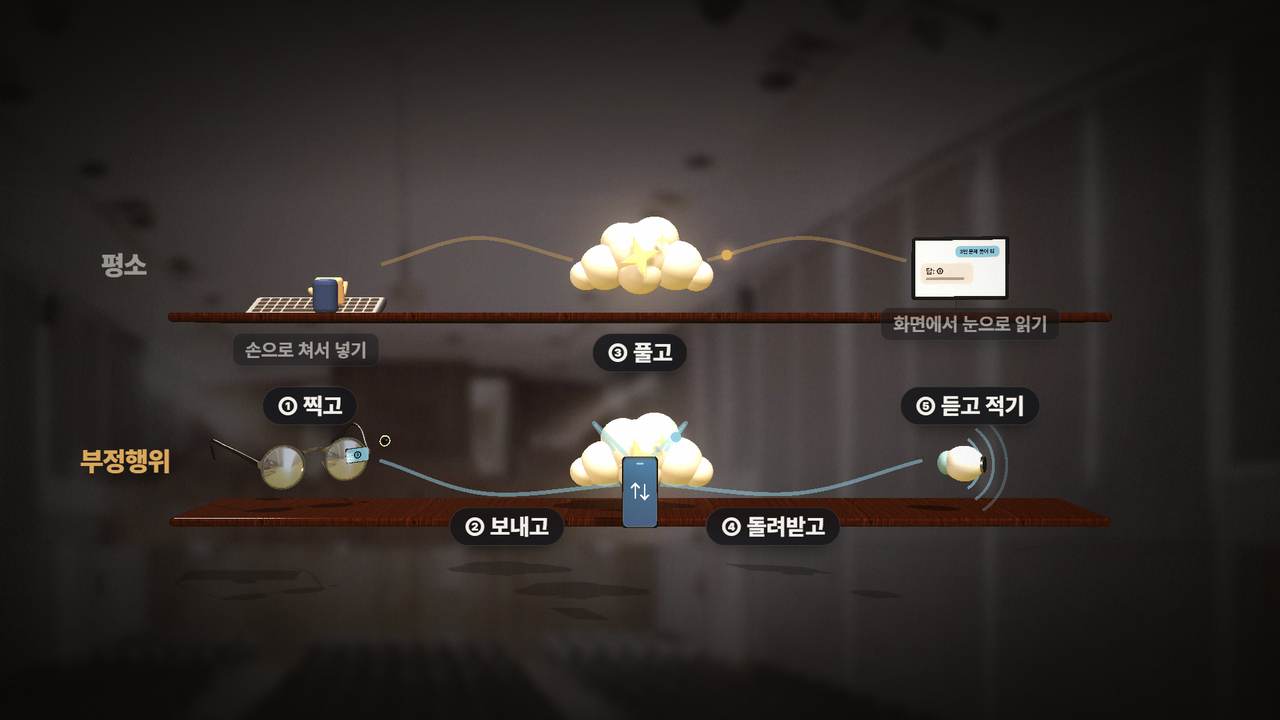 평소
답: ①
손으로 쳐서 넣기
③ 풀고
화면에서 눈으로 읽기
① 찍고
⑤ 듣고 적기
부정행위
② 보내고
④ 돌려받고